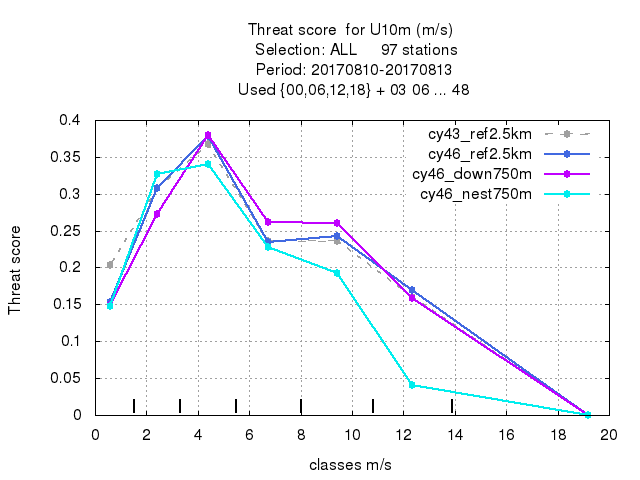 Threat score  for U10m (m/s)
Selection: ALL     97 stations
Period: 20170810-20170813
Used {00,06,12,18} + 03 06 ... 48
0.4
0.35
0.3
0.25
0.2
0.15
0.1
0.05
0
Threat score
cy43_ref2.5km
cy46_ref2.5km
cy46_down750m
cy46_nest750m
0 2 4 6 8 10 12 14 16 18 20
classes m/s